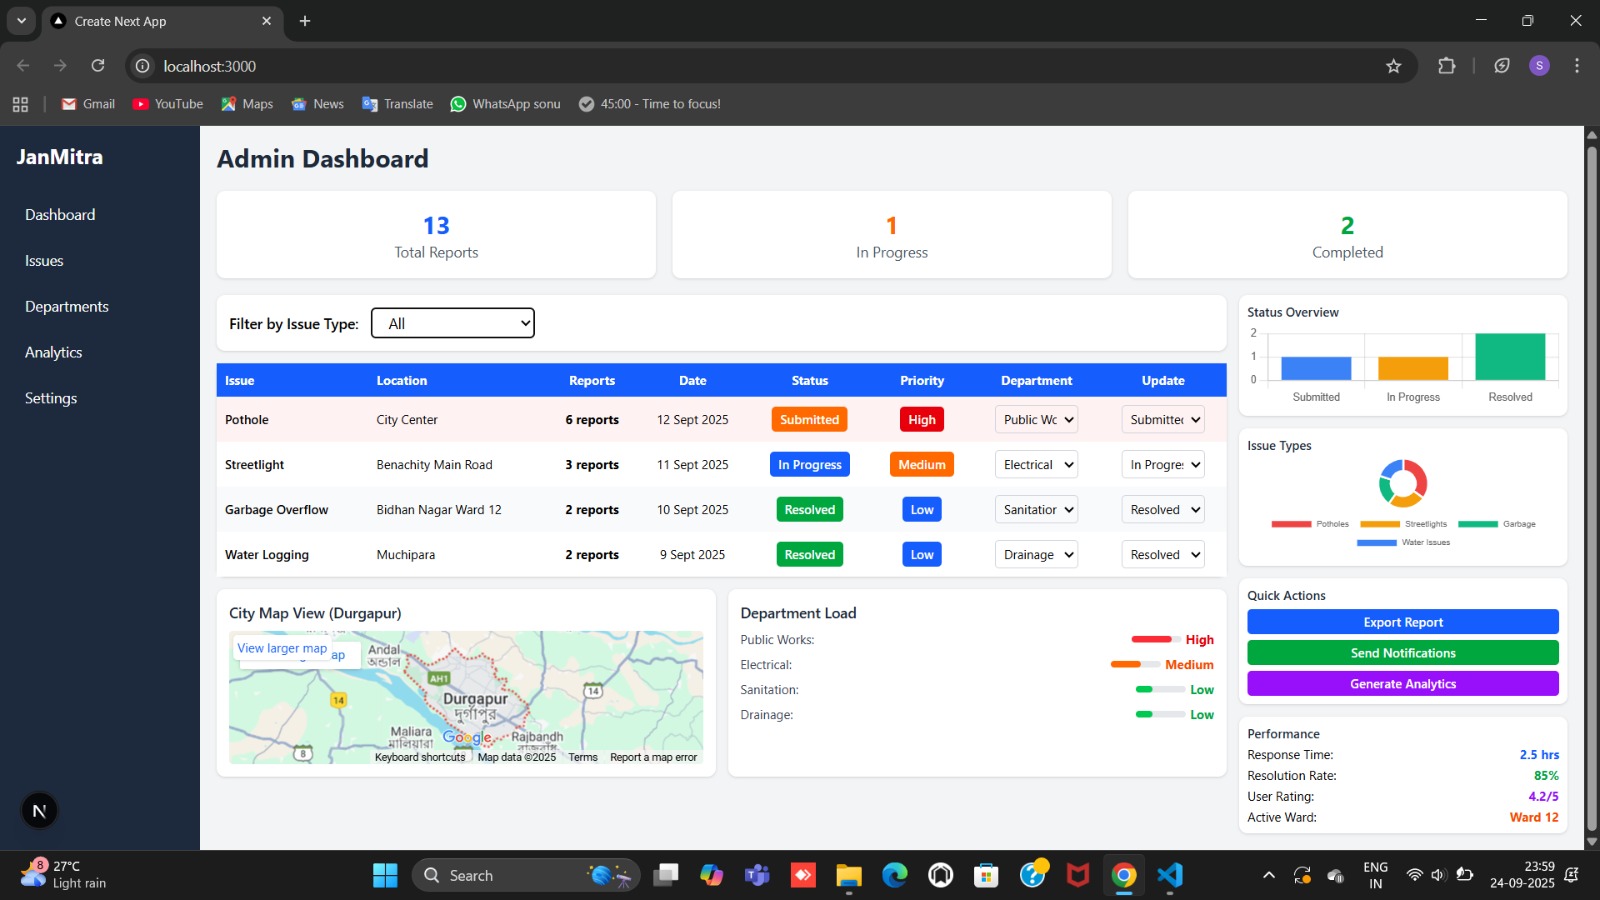 Create Next App
localhost:3000
S
Gmail
YouTube
Maps
News
Translate
WhatsApp sonu
45:00 - Time to focus!
JanMitra
Dashboard
Issues
Departments
Analytics
Settings
N
Admin Dashboard
13
Total Reports
1
In Progress
2
Completed
Filter by Issue Type: All
Issue Location Reports Date Status Priority Department Update
Pothole City Center 6 reports 12 Sept 2025 Submitted High Public Wc Submittec
Streetlight Benachity Main Road 3 reports 11 Sept 2025 In Progress Medium Electrical In Progre
Garbage Overflow Bidhan Nagar Ward 12 2 reports 10 Sept 2025 Resolved Low Sanitation Resolved
Water Logging Muchipara 2 reports 9 Sept 2025 Resolved Low Drainage Resolved
City Map View (Durgapur)
View larger map
Andal
অন্ডাল
AH1
14
14
Durgapur
দুর্গাপুর
Maliara
মালিয়ারা
Google
Rajbandh
8
Keyboard shortcuts Map data ©2025 Terms Report a map error
Department Load
Public Works: High
Electrical: Medium
Sanitation: Low
Drainage: Low
Status Overview
2
1
0
Submitted In Progress Resolved
Issue Types
Potholes Streetlights Garbage
Water Issues
Quick Actions
Export Report
Send Notifications
Generate Analytics
Performance
Response Time: 2.5 hrs
Resolution Rate: 85%
User Rating: 4.2/5
Active Ward: Ward 12
8
27°C
Light rain
Search
ENG
IN
23:59
24-09-2025